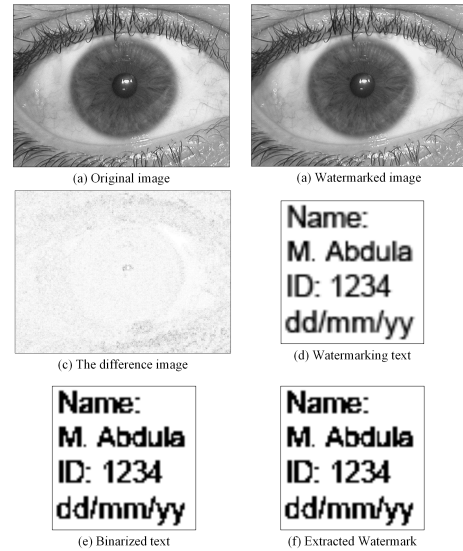 (a) Original image
(a) Watermarked image
Name:
M. Abdula
ID: 1234
dd/mm/yy
(c) The difference image
(d) Watermarking text
Name:
M. Abdula
ID: 1234
dd/mm/yy
Name:
M. Abdula
ID: 1234
dd/mm/yy
(e) Binarized text
(f) Extracted Watermark